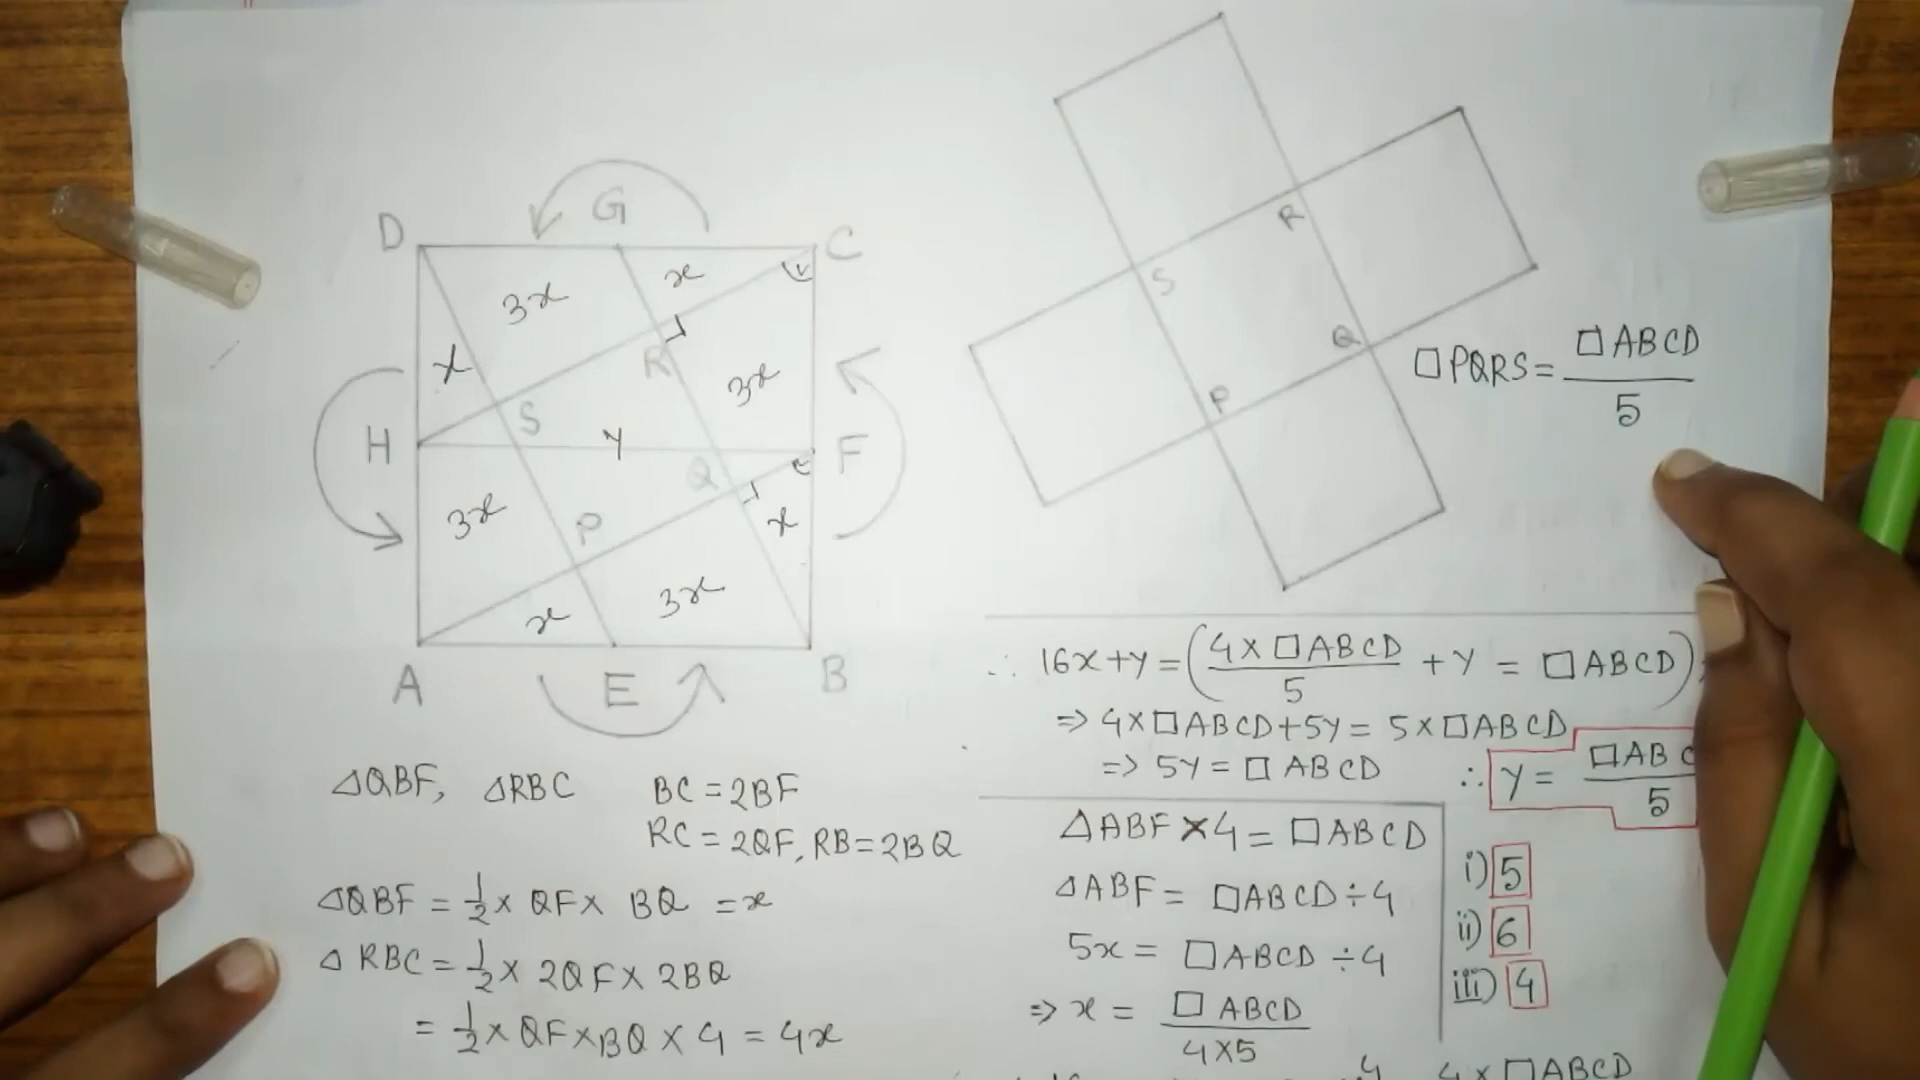 G
D
C
3x
x
x
R
3x
S
H
y
F
Q
3x
P
x
x
3x
A
E
B
R
S
Q
P
□PQRS = □ABCD / 5
∴ 16x+y = (4×□ABCD / 5 + y = □ABCD)
⇒ 4×□ABCD+5y = 5×□ABCD
⇒ 5y = □ABCD
∴ y = □ABC / 5
△QBF, △RBC
BC = 2BF
RC = 2QF, RB = 2BQ
△QBF = 1/2 × QF × BQ = x
△RBC = 1/2 × 2QF × 2BQ
= 1/2 × QF × BQ × 4 = 4x
△ABF × 4 = □ABCD
△ABF = □ABCD ÷ 4
5x = □ABCD ÷ 4
⇒ x = □ABCD / 4×5
i) 5
ii) 6
iii) 4
4 × □ABCD